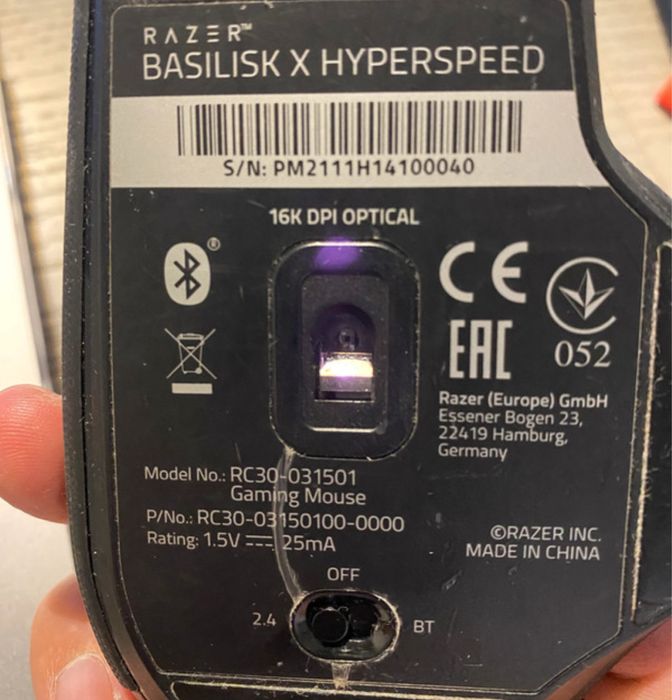 RAZER™
BASILISK X HYPERSPEED
S/N: PM2111H14100040
16K DPI OPTICAL
®
CE
EAC
052
Razer (Europe) GmbH
Essener Bogen 23,
22419 Hamburg,
Germany
Model No.: RC30-031501
Gaming Mouse
P/No.: RC30-03150100-0000
Rating: 1.5V ⎓ 25mA
©RAZER INC.
MADE IN CHINA
OFF
2.4
BT